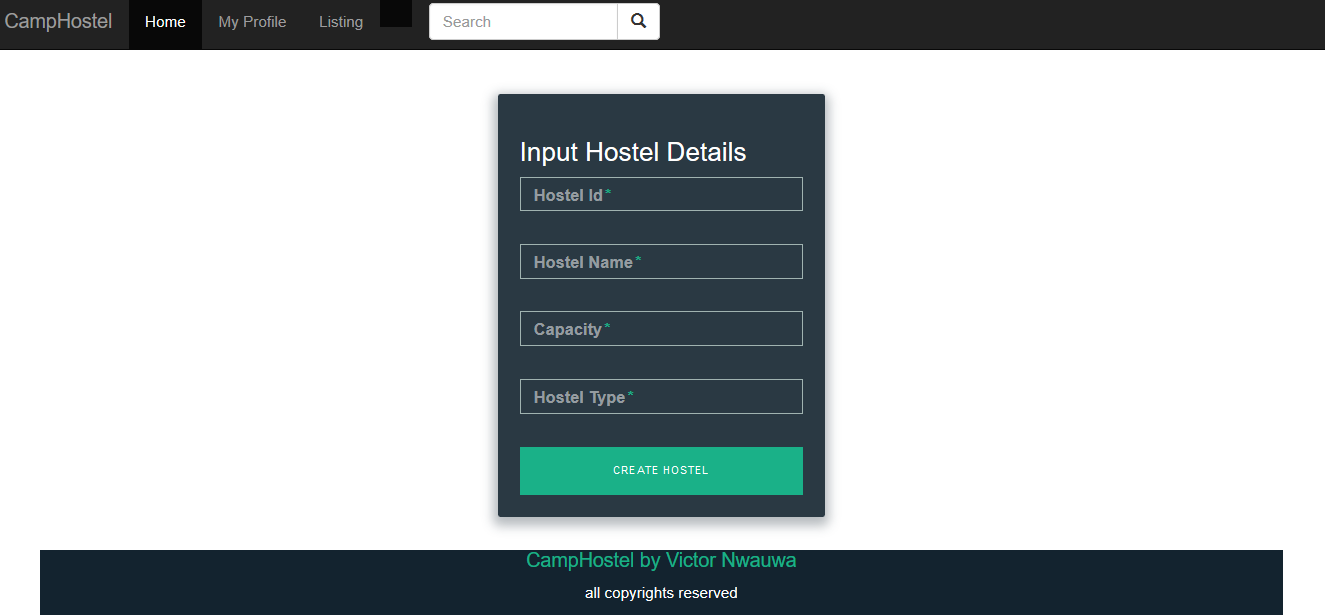 CampHostel Home My Profile Listing Search
Input Hostel Details
Hostel Id*
Hostel Name*
Capacity*
Hostel Type*
CREATE HOSTEL
CampHostel by Victor Nwauwa
all copyrights reserved